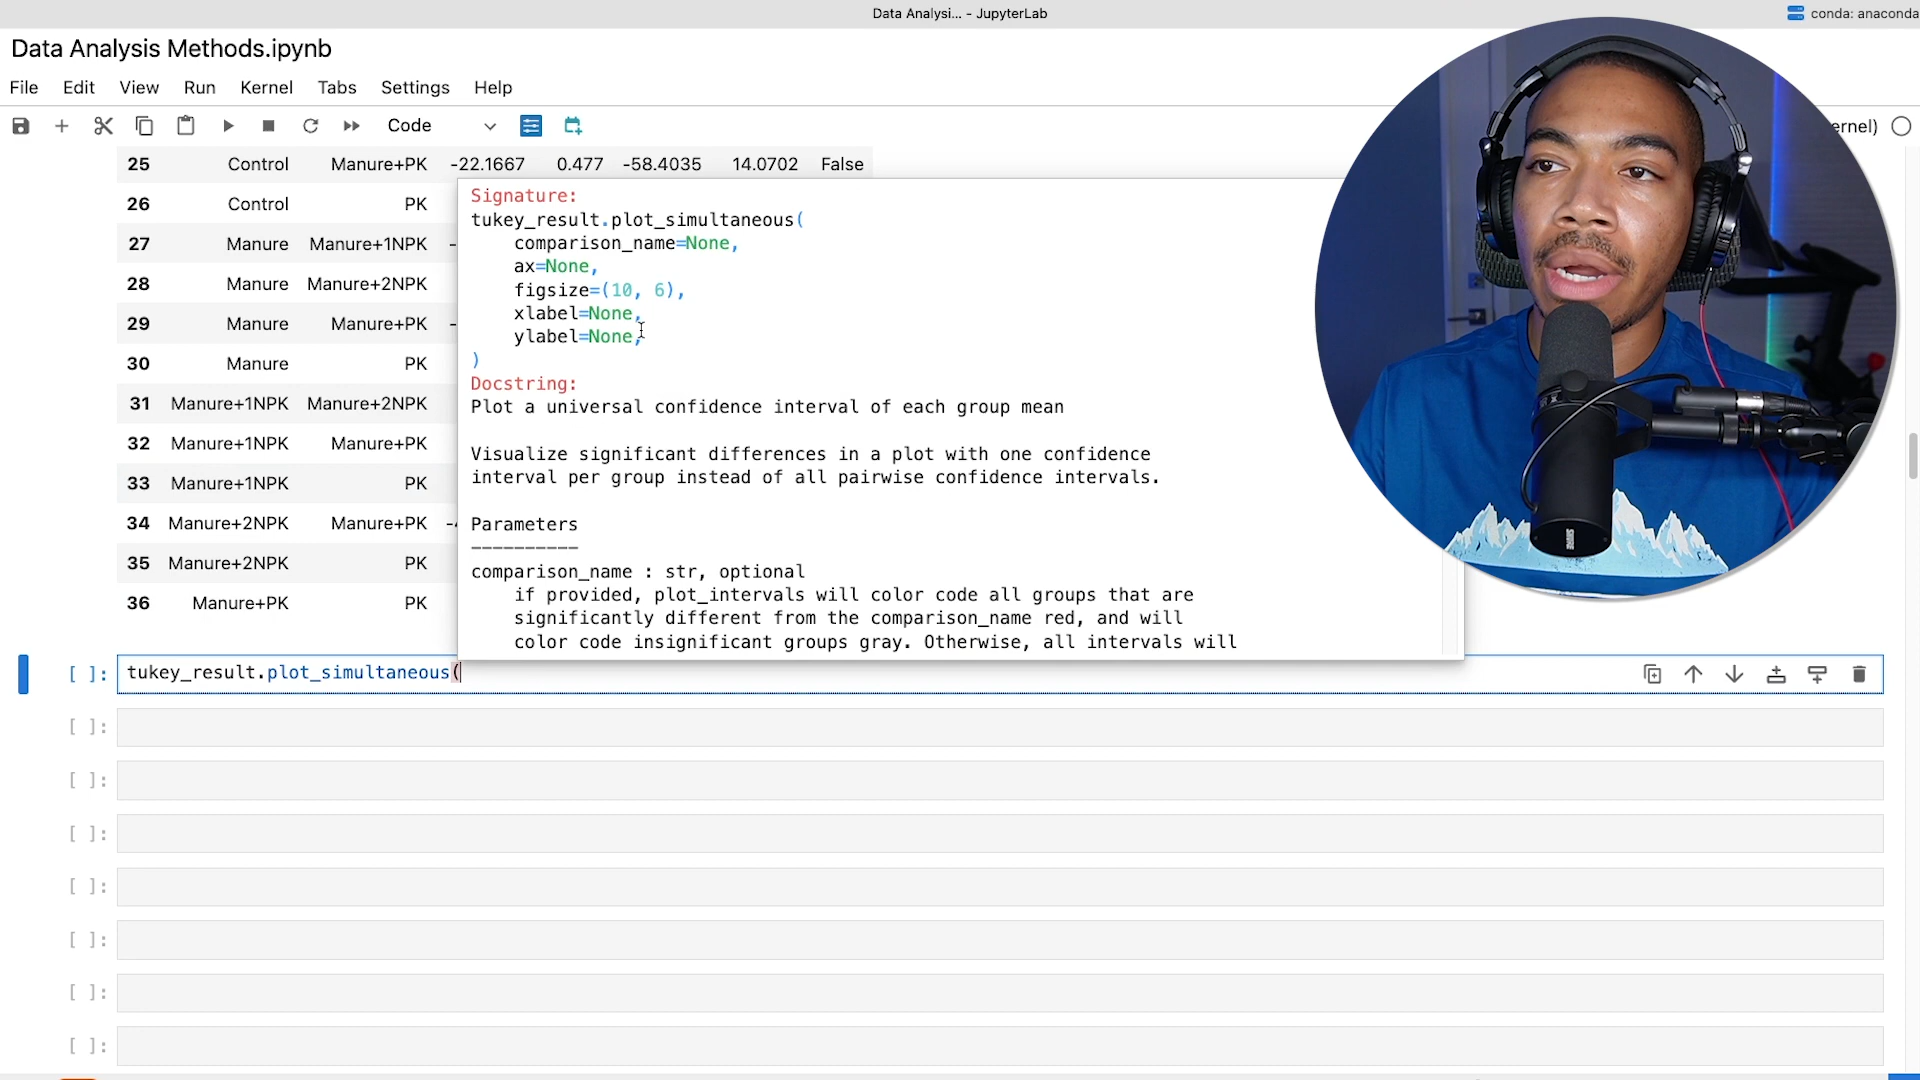 Data Analysi... - JupyterLab
conda: anaconda
Data Analysis Methods.ipynb
File Edit View Run Kernel Tabs Settings Help
Code
ernel)
25 Control Manure+PK -22.1667 0.477 -58.4035 14.0702 False
26 Control PK
27 Manure Manure+1NPK -
28 Manure Manure+2NPK
29 Manure Manure+PK -
30 Manure PK
31 Manure+1NPK Manure+2NPK
32 Manure+1NPK Manure+PK
33 Manure+1NPK PK
34 Manure+2NPK Manure+PK -4
35 Manure+2NPK PK
36 Manure+PK PK
Signature:
tukey_result.plot_simultaneous(
comparison_name=None,
ax=None,
figsize=(10, 6),
xlabel=None,
ylabel=None,
)
Docstring:
Plot a universal confidence interval of each group mean
Visualize significant differences in a plot with one confidence
interval per group instead of all pairwise confidence intervals.
Parameters
----------
comparison_name : str, optional
if provided, plot_intervals will color code all groups that are
significantly different from the comparison_name red, and will
color code insignificant groups gray. Otherwise, all intervals will
[ ]: tukey_result.plot_simultaneous(
[ ]:
[ ]:
[ ]:
[ ]:
[ ]:
[ ]:
[ ]:
SHURE